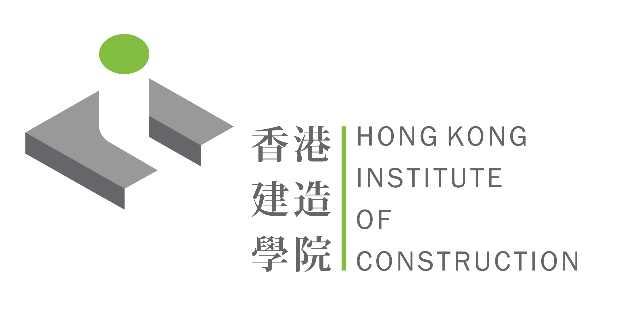 香港
建造
學院
HONG KONG
INSTITUTE
OF
CONSTRUCTION